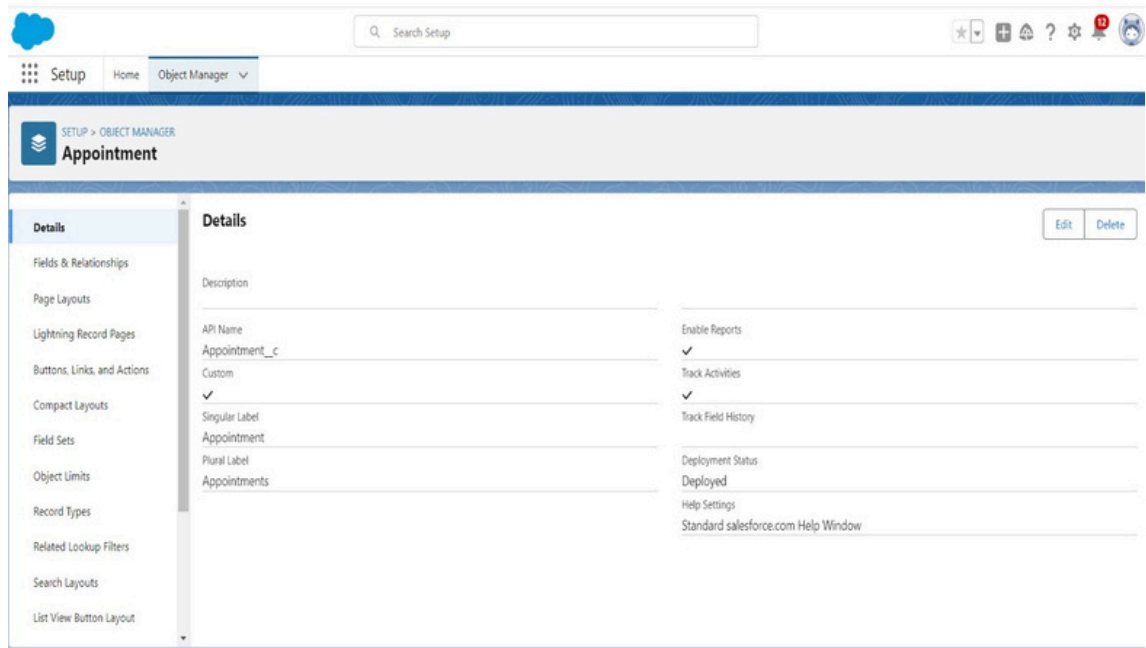 Search Setup
12
Setup Home Object Manager
SETUP > OBJECT MANAGER
Appointment
Details
Fields & Relationships
Page Layouts
Lightning Record Pages
Buttons, Links, and Actions
Compact Layouts
Field Sets
Object Limits
Record Types
Related Lookup Filters
Search Layouts
List View Button Layout
Details
Edit Delete
Description
API Name
Appointment__c
Custom
Singular Label
Appointment
Plural Label
Appointments
Enable Reports
Track Activities
Track Field History
Deployment Status
Deployed
Help Settings
Standard salesforce.com Help Window